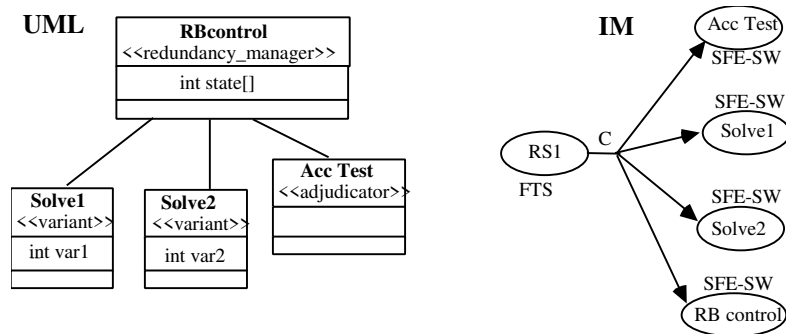 UML
RBcontrol
<<redundancy_manager>>
int state[]
Solve1
<<variant>>
int var1
Solve2
<<variant>>
int var2
Acc Test
<<adjudicator>>
IM
Acc Test
SFE-SW
SFE-SW
Solve1
C
RS1
FTS
SFE-SW
Solve2
SFE-SW
RB control